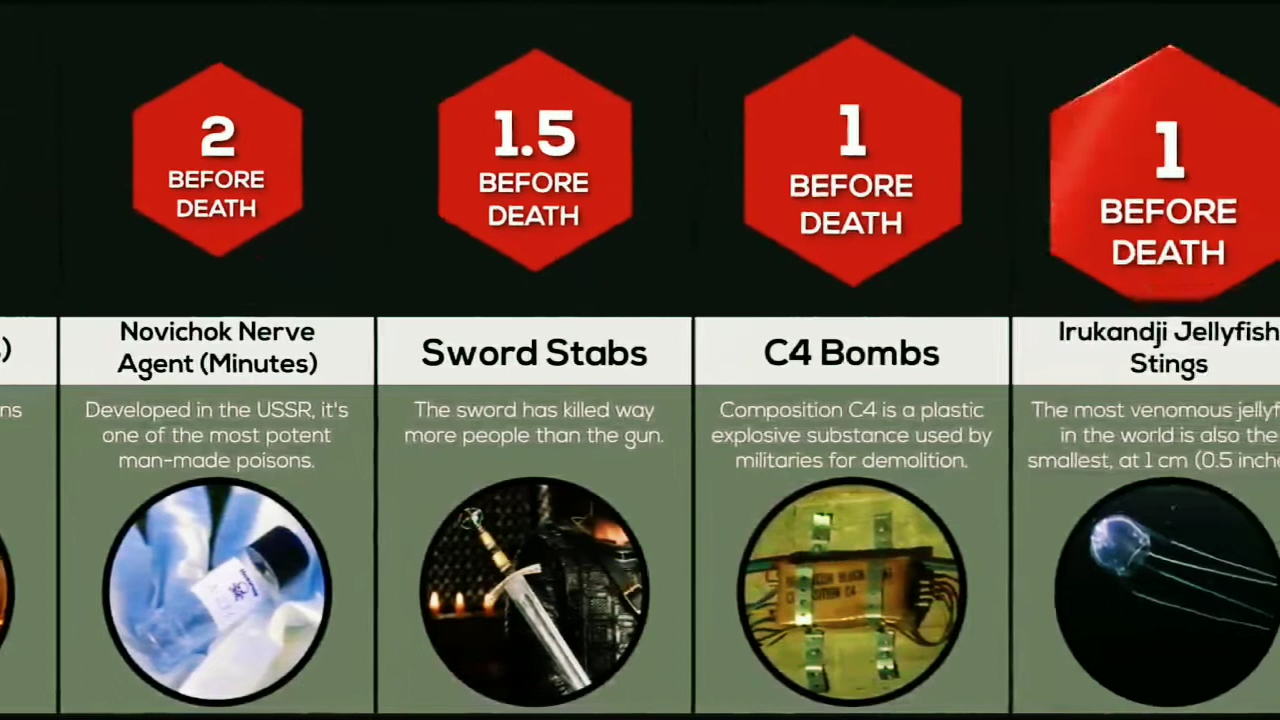 2
BEFORE
DEATH
1.5
BEFORE
DEATH
1
BEFORE
DEATH
1
BEFORE
DEATH
)
Novichok Nerve
Agent (Minutes)
Sword Stabs
C4 Bombs
Irukandji Jellyfish
Stings
ns
Developed in the USSR, it's
one of the most potent
man-made poisons.
The sword has killed way
more people than the gun.
Composition C4 is a plastic
explosive substance used by
militaries for demolition.
The most venomous jellyf
in the world is also the
smallest, at 1 cm (0.5 inch